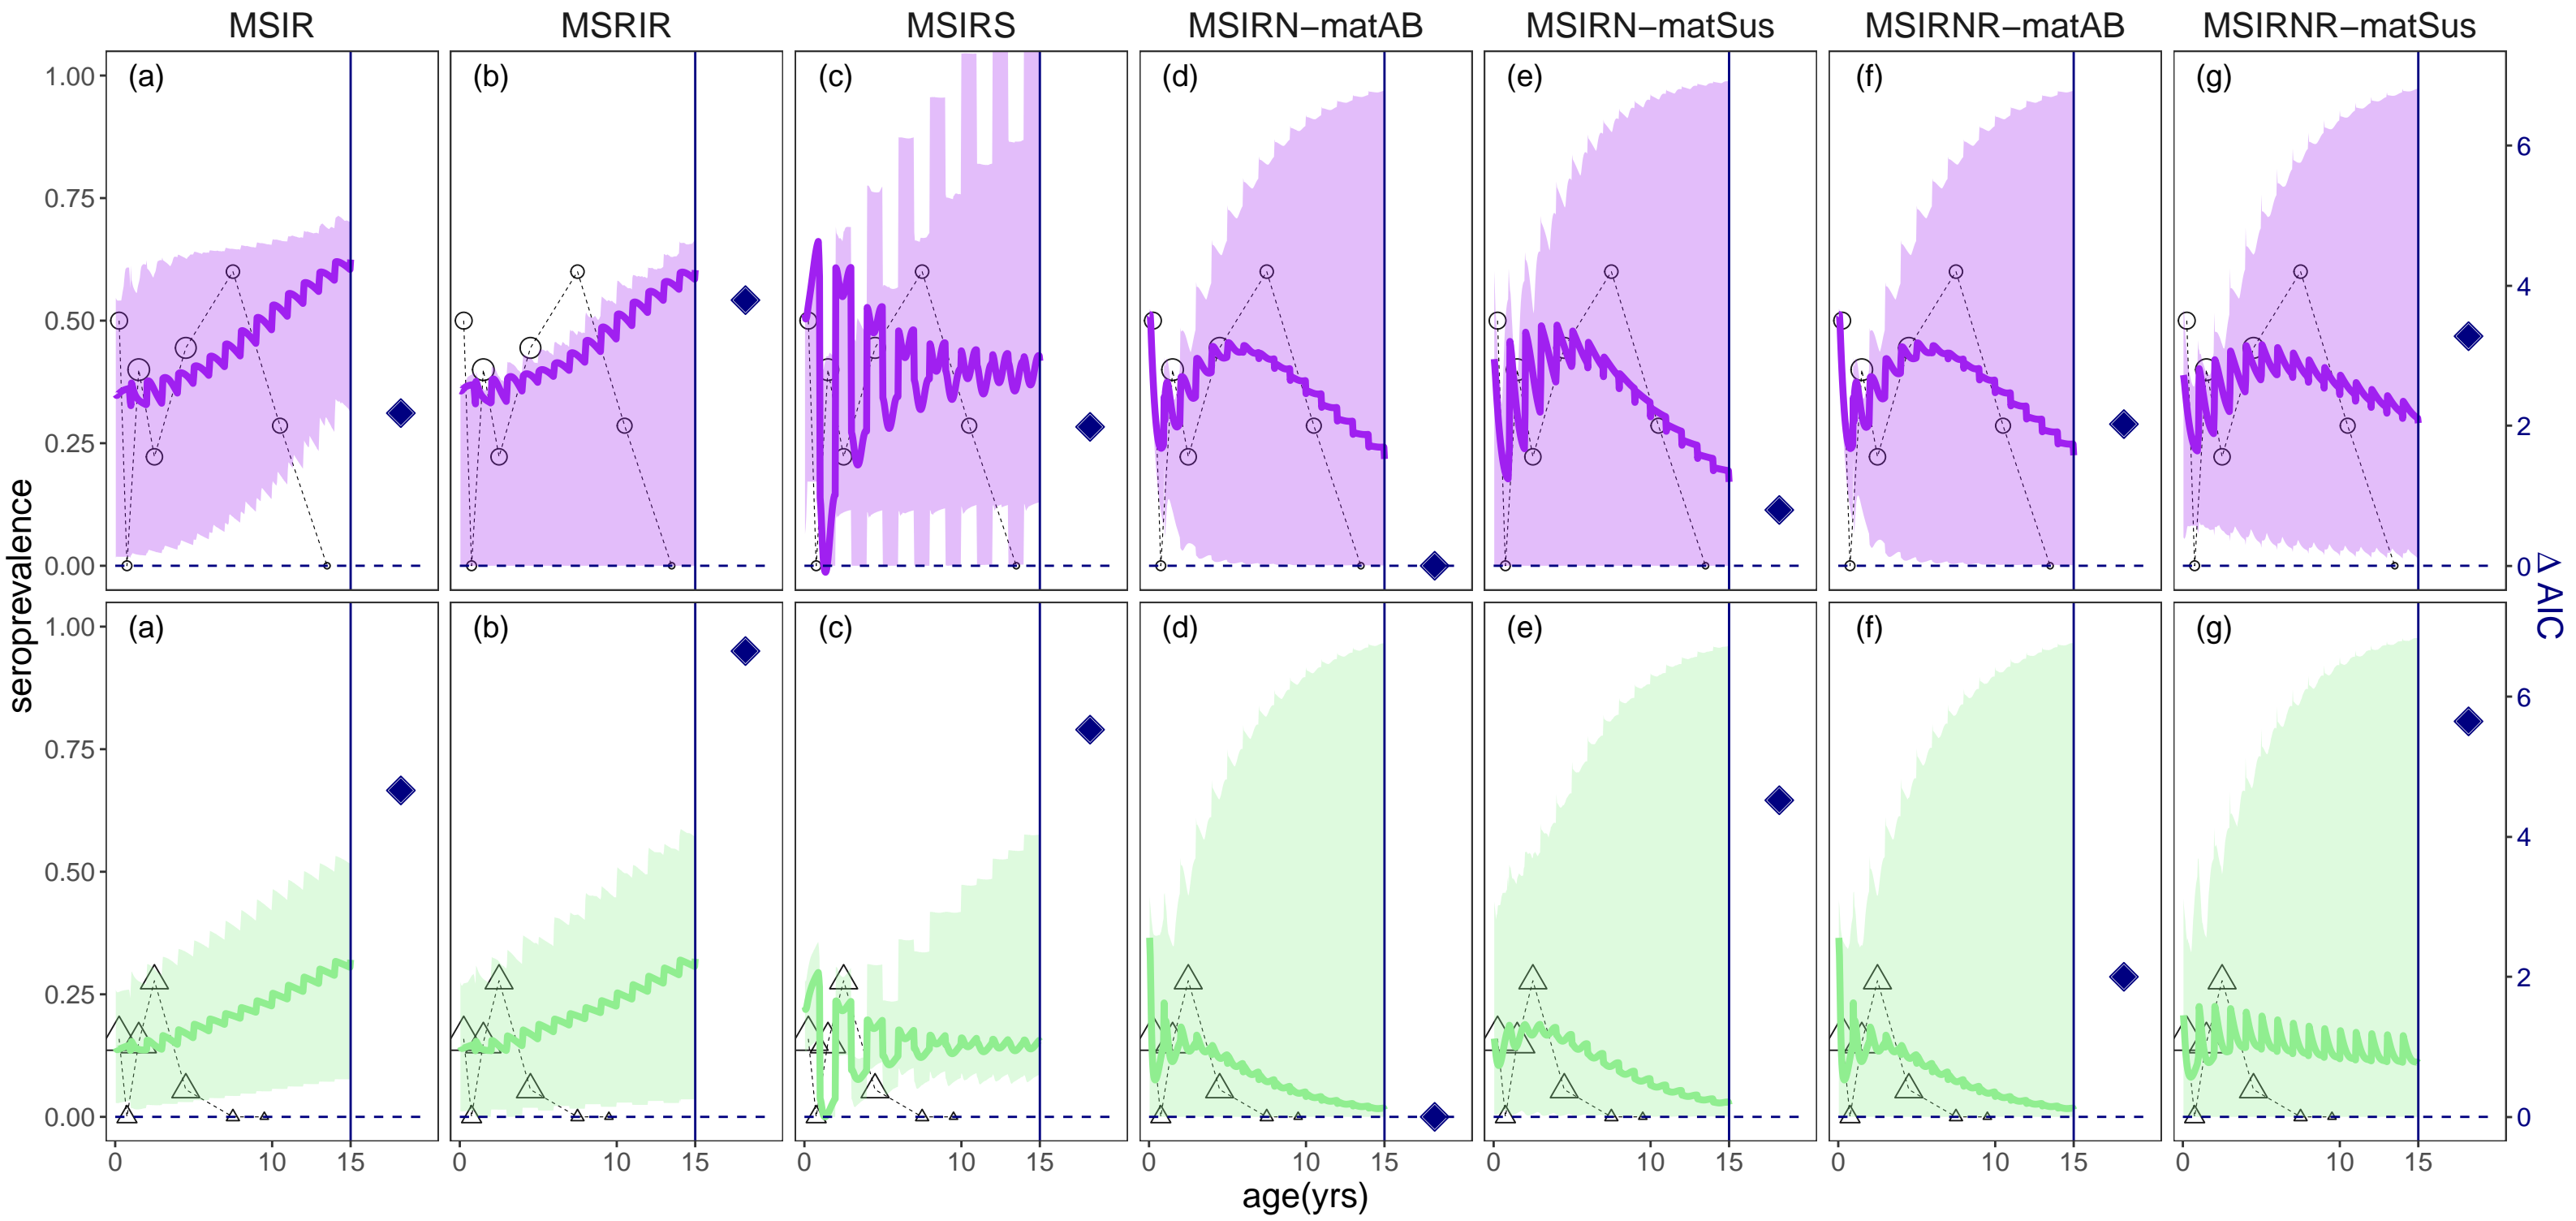 MSIR MSRIR MSIRS MSIRN−matAB MSIRN−matSus MSIRNR−matAB MSIRNR−matSus
(a) (b) (c) (d) (e) (f) (g)
1.00
0.75
0.50
0.25
0.00
6
4
2
0
seroprevalence
Δ AIC
(a) (b) (c) (d) (e) (f) (g)
1.00
0.75
0.50
0.25
0.00
6
4
2
0
0 10 15 0 10 15 0 10 15 0 10 15 0 10 15 0 10 15 0 10 15
age(yrs)